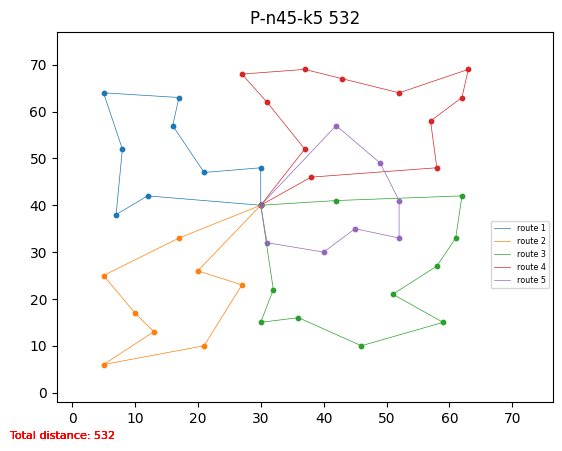 P-n45-k5 532
70
60
50
40
30
20
10
0
route 1
route 2
route 3
route 4
route 5
0 10 20 30 40 50 60 70
Total distance: 532